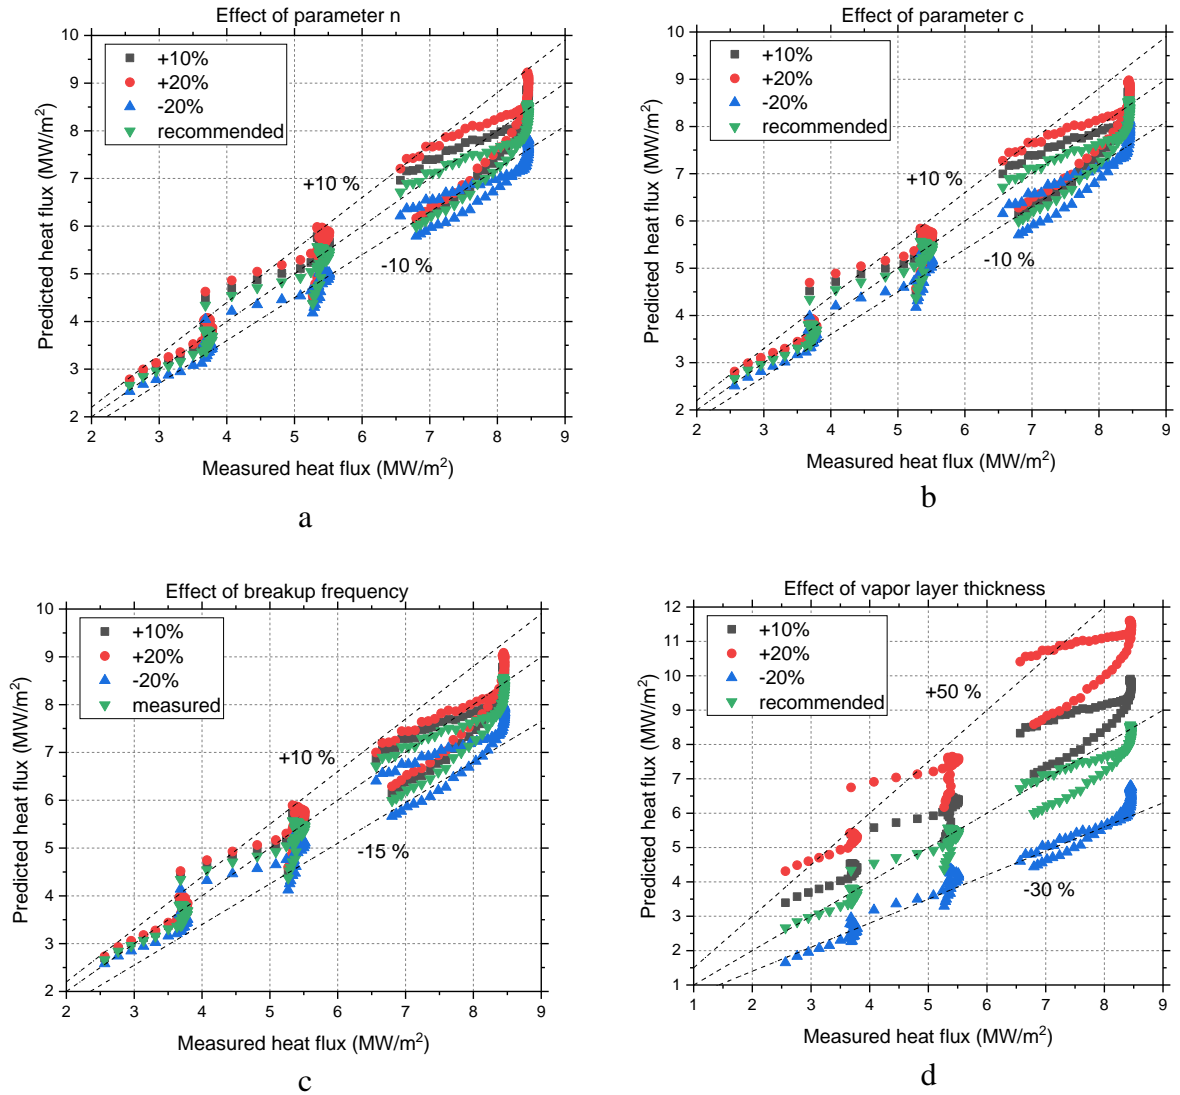 Effect of parameter n
10
9
8
7
6
5
4
3
2
+10%
+20%
-20%
recommended
+10 %
-10 %
2 3 4 5 6 7 8 9
Predicted heat flux (MW/m²)
Measured heat flux (MW/m²)
a
Effect of parameter c
10
9
8
7
6
5
4
3
2
+10%
+20%
-20%
recommended
+10 %
-10 %
2 3 4 5 6 7 8 9
Predicted heat flux (MW/m²)
Measured heat flux (MW/m²)
b
Effect of breakup frequency
10
9
8
7
6
5
4
3
2
+10%
+20%
-20%
measured
+10 %
-15 %
2 3 4 5 6 7 8 9
Predicted heat flux (MW/m²)
Measured heat flux (MW/m²)
c
Effect of vapor layer thickness
12
11
10
9
8
7
6
5
4
3
2
1
+10%
+20%
-20%
recommended
+50 %
-30 %
1 2 3 4 5 6 7 8 9
Predicted heat flux (MW/m²)
Measured heat flux (MW/m²)
d